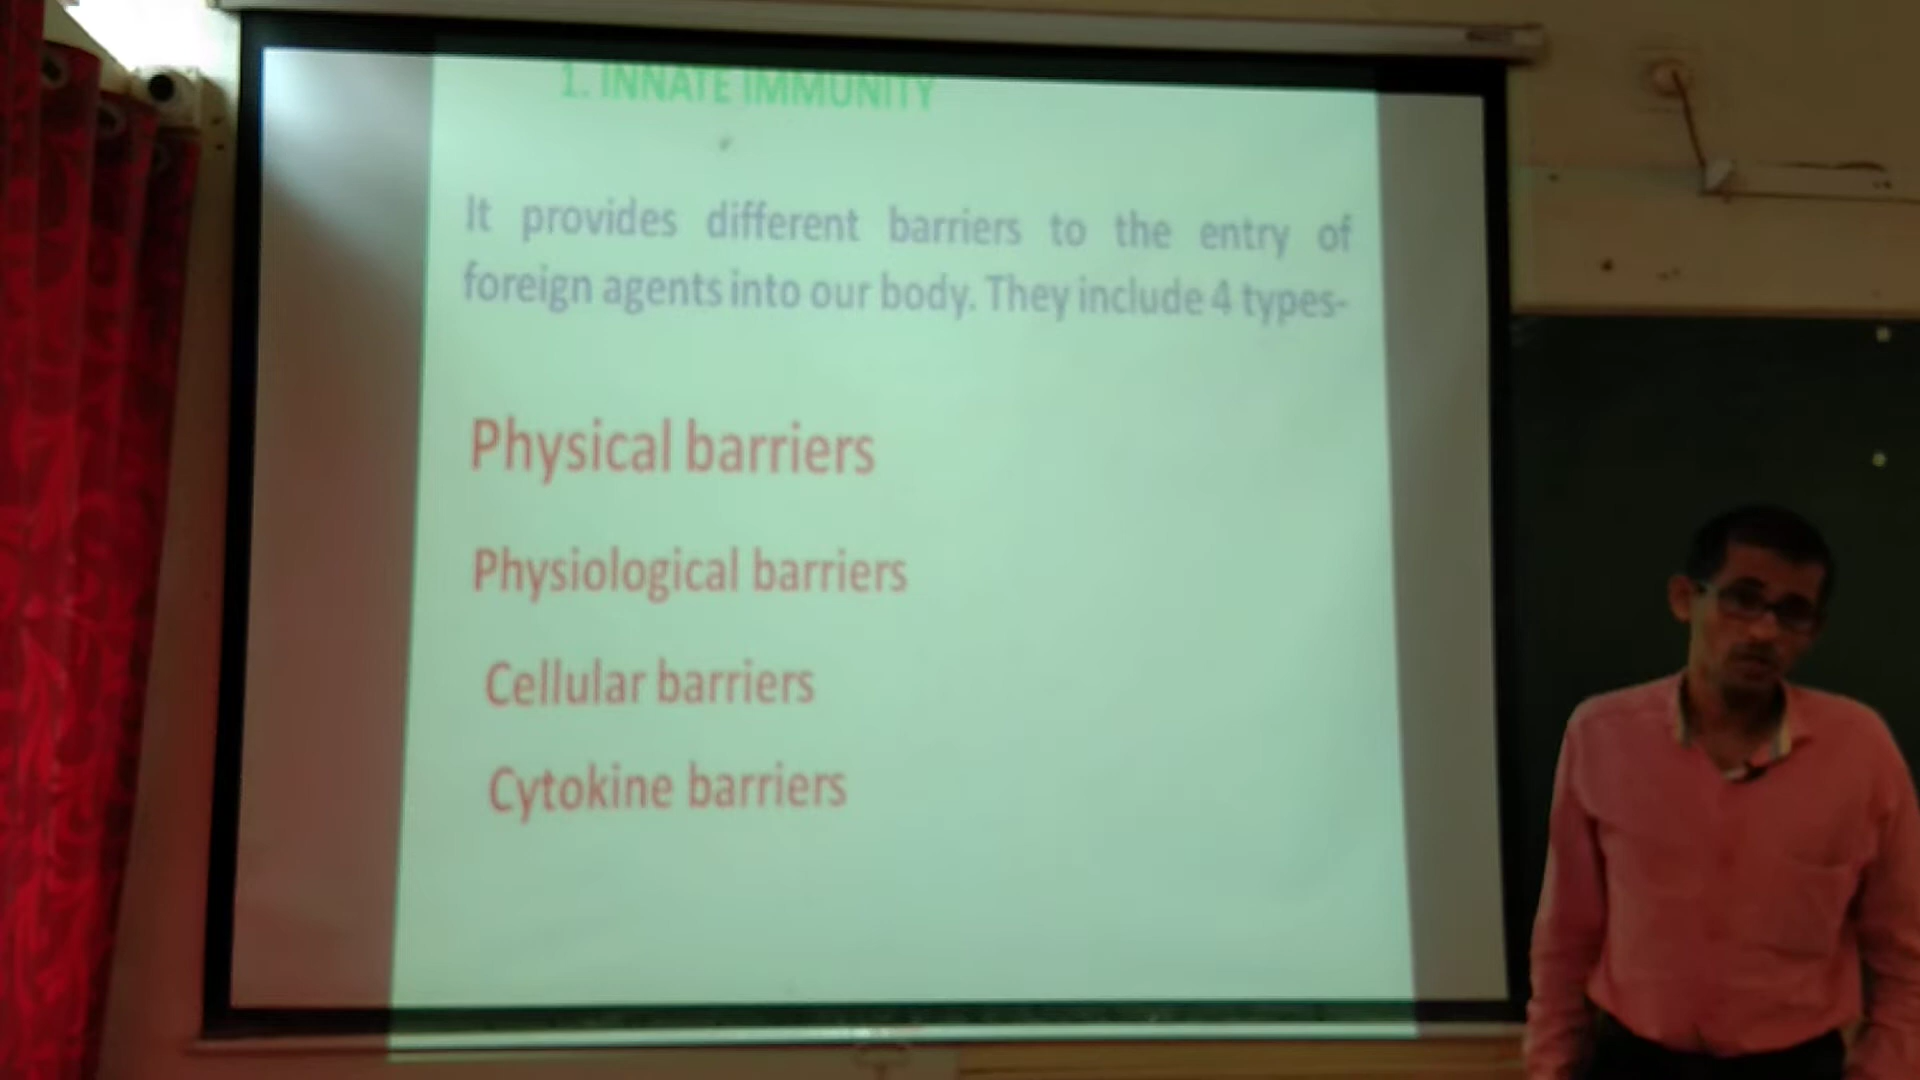 1. INNATE IMMUNITY
It provides different barriers to the entry of
foreign agents into our body. They include 4 types-
Physical barriers
Physiological barriers
Cellular barriers
Cytokine barriers